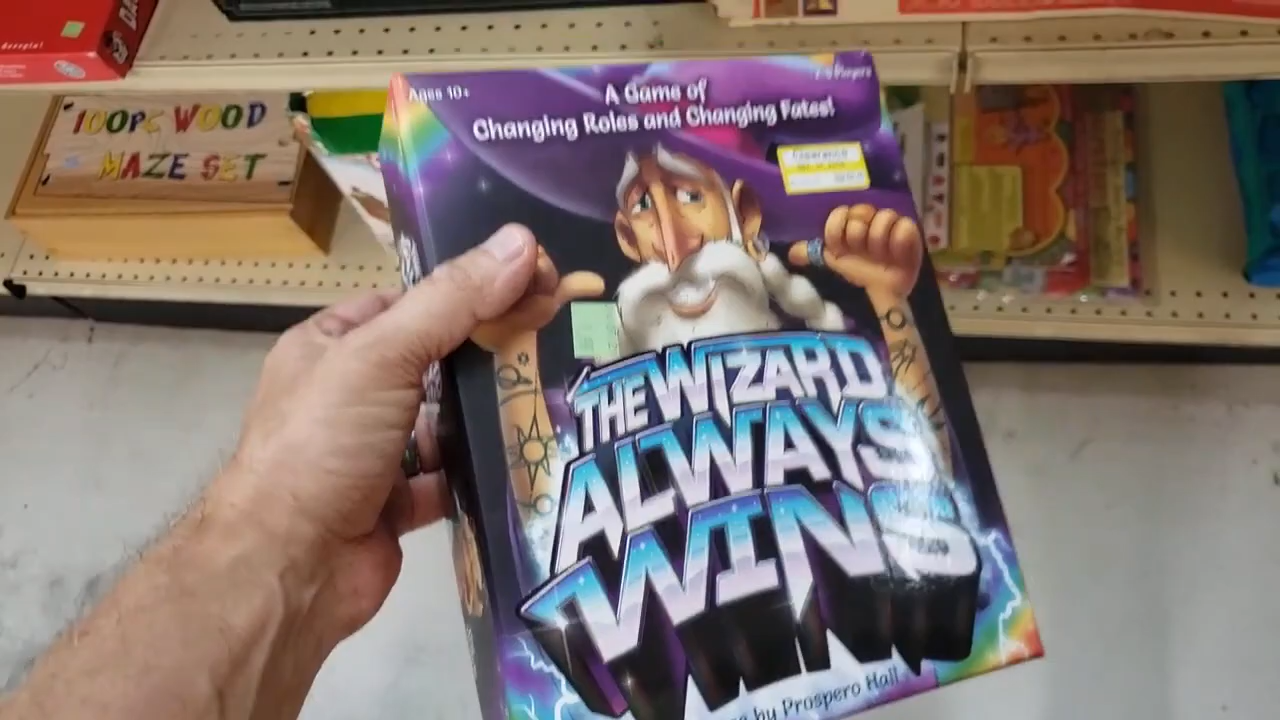 100PC WOOD
MAZE SET
Ages 10+
A Game of
Changing Roles and Changing Fates!
Players
THE WIZARD
ALWAYS
WINS
by Prospero Hall